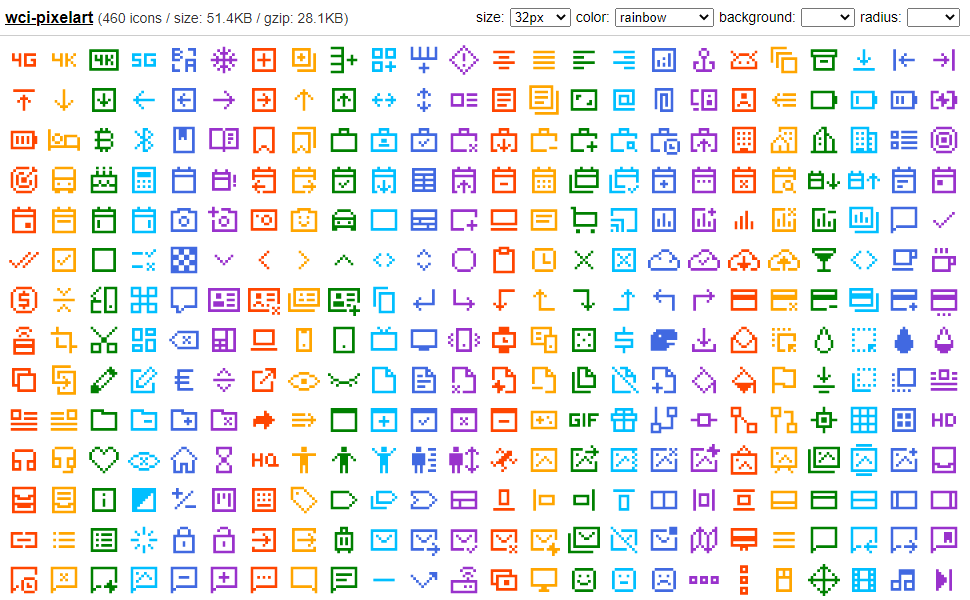 wci-pixelart (460 icons / size: 51.4KB / gzip: 28.1KB) size: 32px color: rainbow background: radius:
4G 4K 4K 5G
GIF HD
HQ